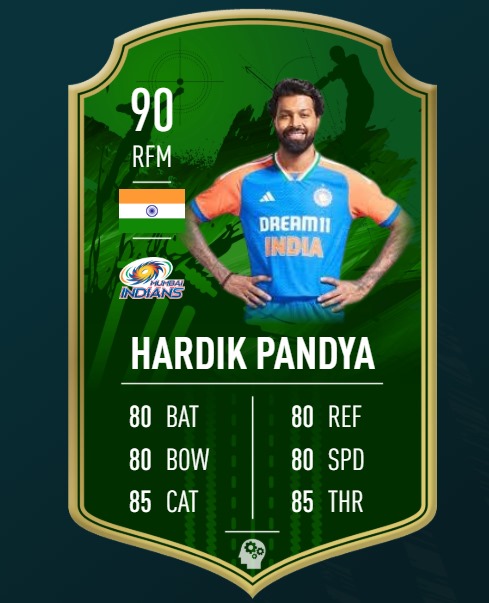 90
RFM
MUMBAI
INDIANS
DREAM11
INDIA
HARDIK PANDYA
80 BAT
80 REF
80 BOW
80 SPD
85 CAT
85 THR